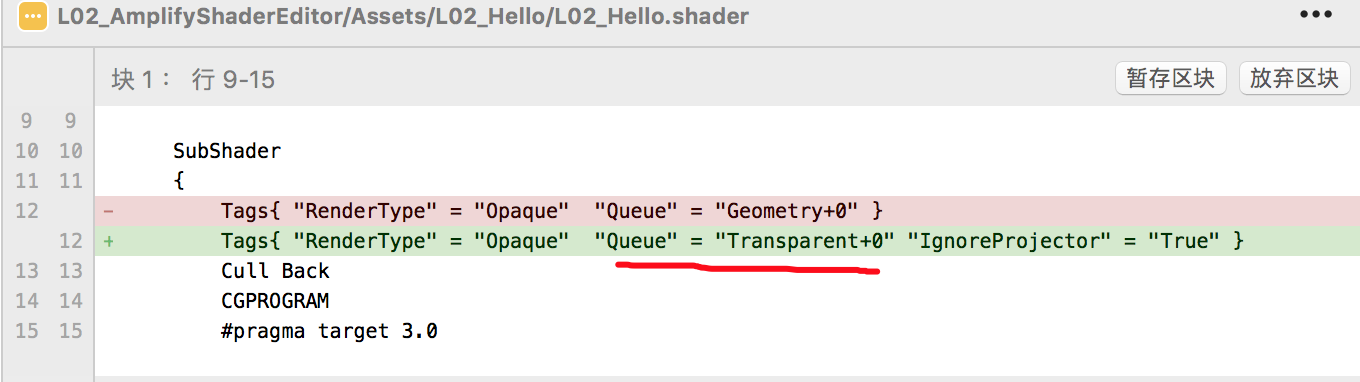 L02_AmplifyShaderEditor/Assets/L02_Hello/L02_Hello.shader
块 1： 行 9-15 暂存区块 放弃区块
9 9
10 10 SubShader
11 11 {
12 - Tags{ "RenderType" = "Opaque"  "Queue" = "Geometry+0" }
12 + Tags{ "RenderType" = "Opaque"  "Queue" = "Transparent+0" "IgnoreProjector" = "True" }
13 13 Cull Back
14 14 CGPROGRAM
15 15 #pragma target 3.0